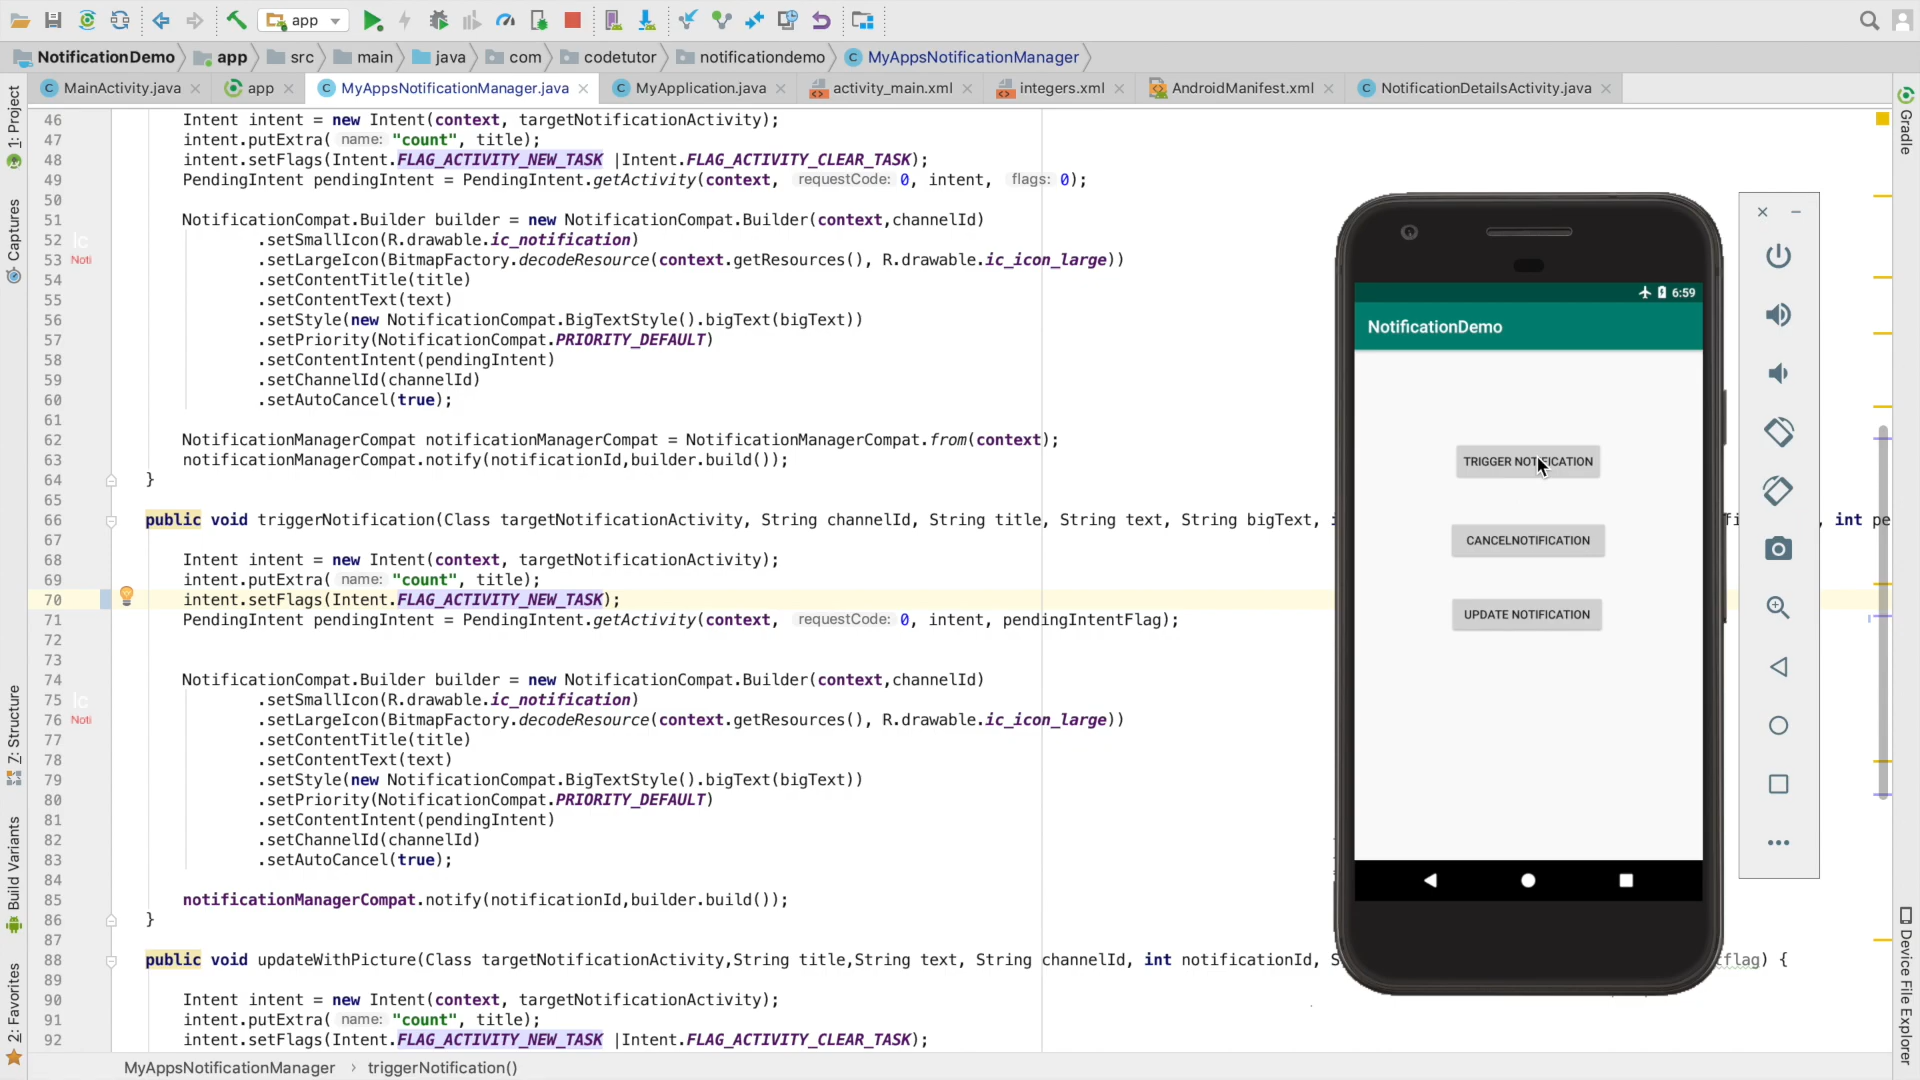 app
NotificationDemo app src main java com codetutor notificationdemo MyAppsNotificationManager
MainActivity.java app MyAppsNotificationManager.java MyApplication.java activity_main.xml integers.xml AndroidManifest.xml NotificationDetailsActivity.java
1: Project
Captures
7: Structure
Build Variants
2: Favorites
46 Intent intent = new Intent(context, targetNotificationActivity);
47 intent.putExtra( name: "count", title);
48 intent.setFlags(Intent.FLAG_ACTIVITY_NEW_TASK |Intent.FLAG_ACTIVITY_CLEAR_TASK);
49 PendingIntent pendingIntent = PendingIntent.getActivity(context, requestCode: 0, intent, flags: 0);
50
51 NotificationCompat.Builder builder = new NotificationCompat.Builder(context,channelId)
52 Ic .setSmallIcon(R.drawable.ic_notification)
53 Noti .setLargeIcon(BitmapFactory.decodeResource(context.getResources(), R.drawable.ic_icon_large))
54 .setContentTitle(title)
55 .setContentText(text)
56 .setStyle(new NotificationCompat.BigTextStyle().bigText(bigText))
57 .setPriority(NotificationCompat.PRIORITY_DEFAULT)
58 .setContentIntent(pendingIntent)
59 .setChannelId(channelId)
60 .setAutoCancel(true);
61
62 NotificationManagerCompat notificationManagerCompat = NotificationManagerCompat.from(context);
63 notificationManagerCompat.notify(notificationId,builder.build());
64 }
65
66 public void triggerNotification(Class targetNotificationActivity, String channelId, String title, String text, String bigText, , int pe
67
68 Intent intent = new Intent(context, targetNotificationActivity);
69 intent.putExtra( name: "count", title);
70 intent.setFlags(Intent.FLAG_ACTIVITY_NEW_TASK);
71 PendingIntent pendingIntent = PendingIntent.getActivity(context, requestCode: 0, intent, pendingIntentFlag);
72
73
74 NotificationCompat.Builder builder = new NotificationCompat.Builder(context,channelId)
75 Ic .setSmallIcon(R.drawable.ic_notification)
76 Noti .setLargeIcon(BitmapFactory.decodeResource(context.getResources(), R.drawable.ic_icon_large))
77 .setContentTitle(title)
78 .setContentText(text)
79 .setStyle(new NotificationCompat.BigTextStyle().bigText(bigText))
80 .setPriority(NotificationCompat.PRIORITY_DEFAULT)
81 .setContentIntent(pendingIntent)
82 .setChannelId(channelId)
83 .setAutoCancel(true);
84
85 notificationManagerCompat.notify(notificationId,builder.build());
86 }
87
88 public void updateWithPicture(Class targetNotificationActivity,String title,String text, String channelId, int notificationId, S tflag) {
89
90 Intent intent = new Intent(context, targetNotificationActivity);
91 intent.putExtra( name: "count", title);
92 intent.setFlags(Intent.FLAG_ACTIVITY_NEW_TASK |Intent.FLAG_ACTIVITY_CLEAR_TASK);
MyAppsNotificationManager › triggerNotification()
6:59
NotificationDemo
TRIGGER NOTIFICATION
CANCELNOTIFICATION
UPDATE NOTIFICATION
Gradle
Device File Explorer